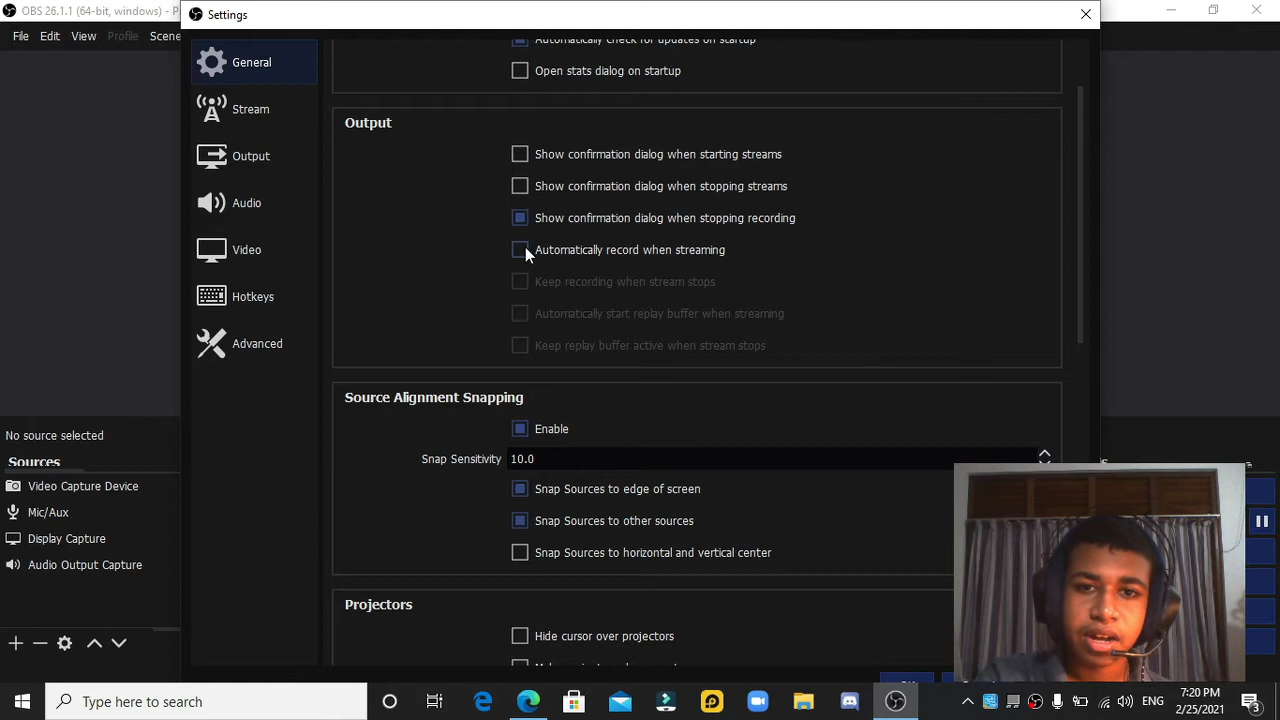 OBS 26.1.1 (64-bit, windows) - P
Settings
File Edit View Profile Scene
General
Stream
Output
Audio
Video
Hotkeys
Advanced
Automatically check for updates on startup
Open stats dialog on startup
Output
Show confirmation dialog when starting streams
Show confirmation dialog when stopping streams
Show confirmation dialog when stopping recording
Automatically record when streaming
Keep recording when stream stops
Automatically start replay buffer when streaming
Keep replay buffer active when stream stops
Source Alignment Snapping
Enable
Snap Sensitivity 10.0
Snap Sources to edge of screen
Snap Sources to other sources
Snap Sources to horizontal and vertical center
Projectors
Hide cursor over projectors
No source selected
Sources
Video Capture Device
Mic/Aux
Display Capture
Audio Output Capture
Type here to search
ENG
7:20 PM
2/25/2021
3